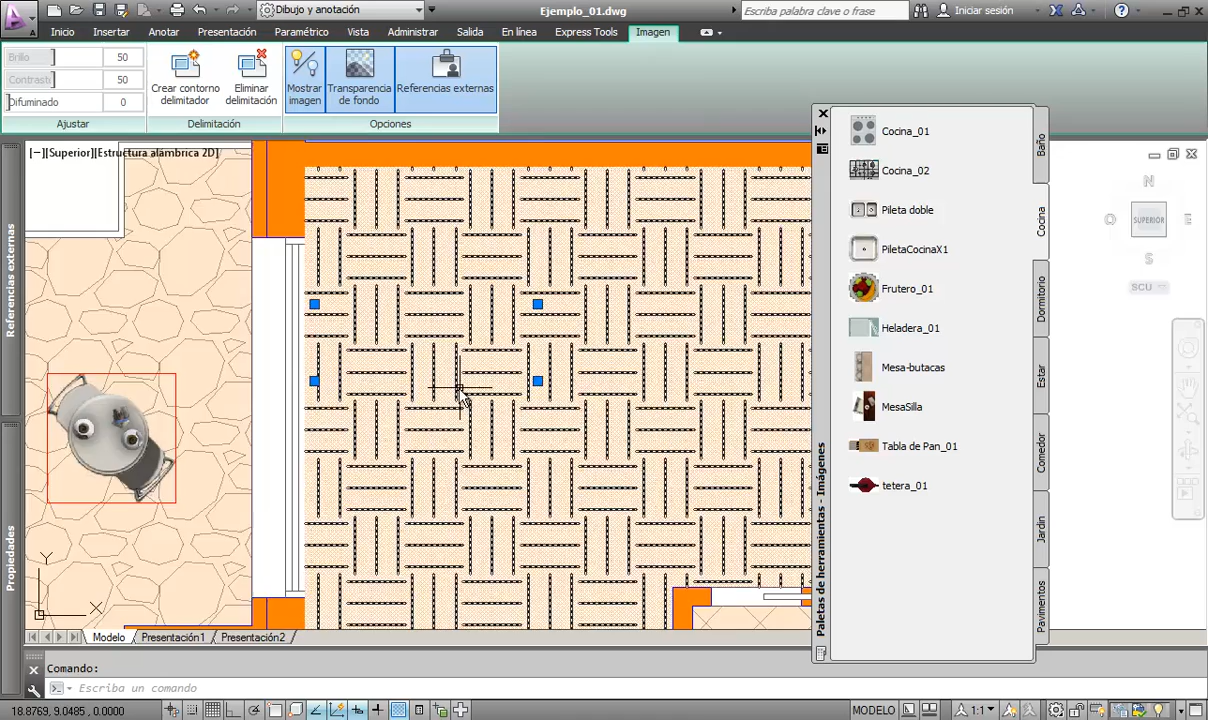 Dibujo y anotación
Ejemplo_01.dwg
Escriba palabra clave o frase
Iniciar sesión
Inicio Insertar Anotar Presentación Paramétrico Vista Administrar Salida En línea Express Tools Imagen
Brillo 50
Contraste 50
Difuminado 0
Crear contorno
delimitador
Eliminar
delimitación
Mostrar
imagen
Transparencia
de fondo
Referencias externas
Ajustar Delimitación Opciones
[−][Superior][Estructura alámbrica 2D]
Referencias externas
Propiedades
Y
X
Cocina_01
Cocina_02
Pileta doble
PiletaCocinaX1
Frutero_01
Heladera_01
Mesa-butacas
MesaSilla
Tabla de Pan_01
tetera_01
Paletas de herramientas - Imágenes
Baño
Cocina
Dormitorio
Estar
Comedor
Jardin
Pavimentos
N
O SUPERIOR E
S
SCU
Modelo Presentación1 Presentación2
Comando:
Escriba un comando
18.8769, 9.0485, 0.0000
MODELO
1:1